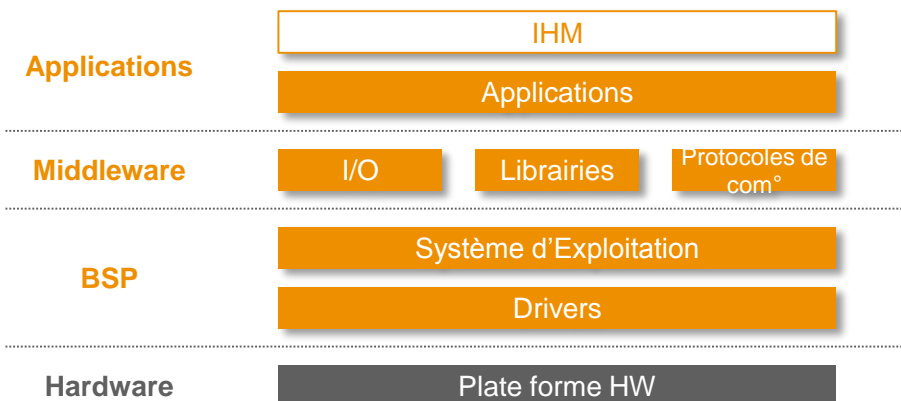 IHM
Applications
Applications
Middleware
I/O
Librairies
Protocoles de
com°
Système d'Exploitation
BSP
Drivers
Hardware
Plate forme HW